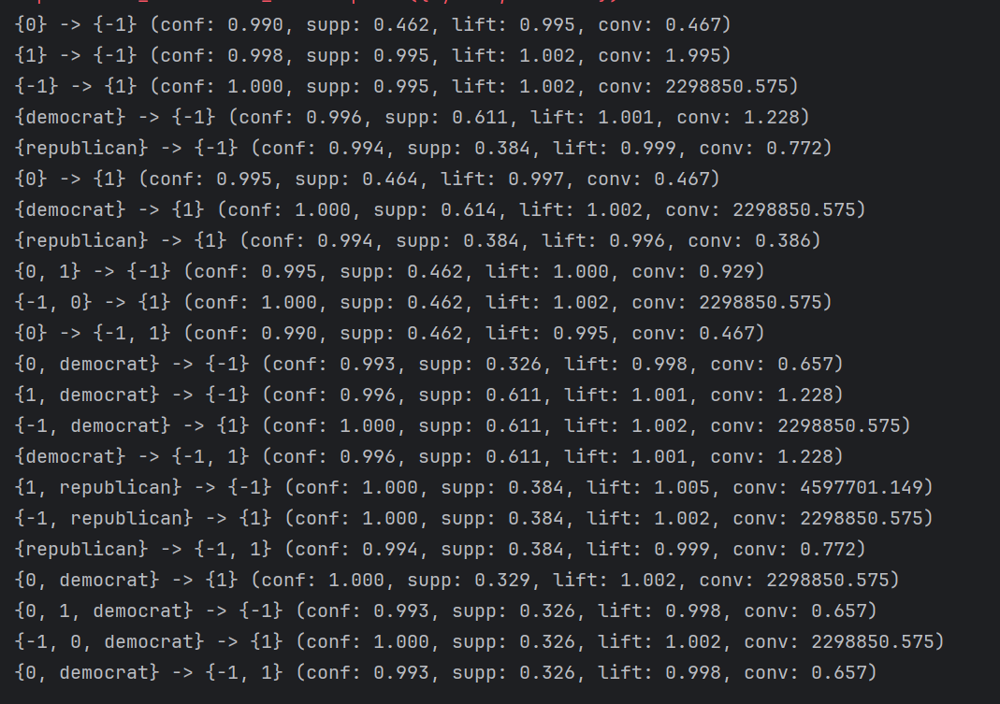 {0} -> {-1} (conf: 0.990, supp: 0.462, lift: 0.995, conv: 0.467)
{1} -> {-1} (conf: 0.998, supp: 0.995, lift: 1.002, conv: 1.995)
{-1} -> {1} (conf: 1.000, supp: 0.995, lift: 1.002, conv: 2298850.575)
{democrat} -> {-1} (conf: 0.996, supp: 0.611, lift: 1.001, conv: 1.228)
{republican} -> {-1} (conf: 0.994, supp: 0.384, lift: 0.999, conv: 0.772)
{0} -> {1} (conf: 0.995, supp: 0.464, lift: 0.997, conv: 0.467)
{democrat} -> {1} (conf: 1.000, supp: 0.614, lift: 1.002, conv: 2298850.575)
{republican} -> {1} (conf: 0.994, supp: 0.384, lift: 0.996, conv: 0.386)
{0, 1} -> {-1} (conf: 0.995, supp: 0.462, lift: 1.000, conv: 0.929)
{-1, 0} -> {1} (conf: 1.000, supp: 0.462, lift: 1.002, conv: 2298850.575)
{0} -> {-1, 1} (conf: 0.990, supp: 0.462, lift: 0.995, conv: 0.467)
{0, democrat} -> {-1} (conf: 0.993, supp: 0.326, lift: 0.998, conv: 0.657)
{1, democrat} -> {-1} (conf: 0.996, supp: 0.611, lift: 1.001, conv: 1.228)
{-1, democrat} -> {1} (conf: 1.000, supp: 0.611, lift: 1.002, conv: 2298850.575)
{democrat} -> {-1, 1} (conf: 0.996, supp: 0.611, lift: 1.001, conv: 1.228)
{1, republican} -> {-1} (conf: 1.000, supp: 0.384, lift: 1.005, conv: 4597701.149)
{-1, republican} -> {1} (conf: 1.000, supp: 0.384, lift: 1.002, conv: 2298850.575)
{republican} -> {-1, 1} (conf: 0.994, supp: 0.384, lift: 0.999, conv: 0.772)
{0, democrat} -> {1} (conf: 1.000, supp: 0.329, lift: 1.002, conv: 2298850.575)
{0, 1, democrat} -> {-1} (conf: 0.993, supp: 0.326, lift: 0.998, conv: 0.657)
{-1, 0, democrat} -> {1} (conf: 1.000, supp: 0.326, lift: 1.002, conv: 2298850.575)
{0, democrat} -> {-1, 1} (conf: 0.993, supp: 0.326, lift: 0.998, conv: 0.657)